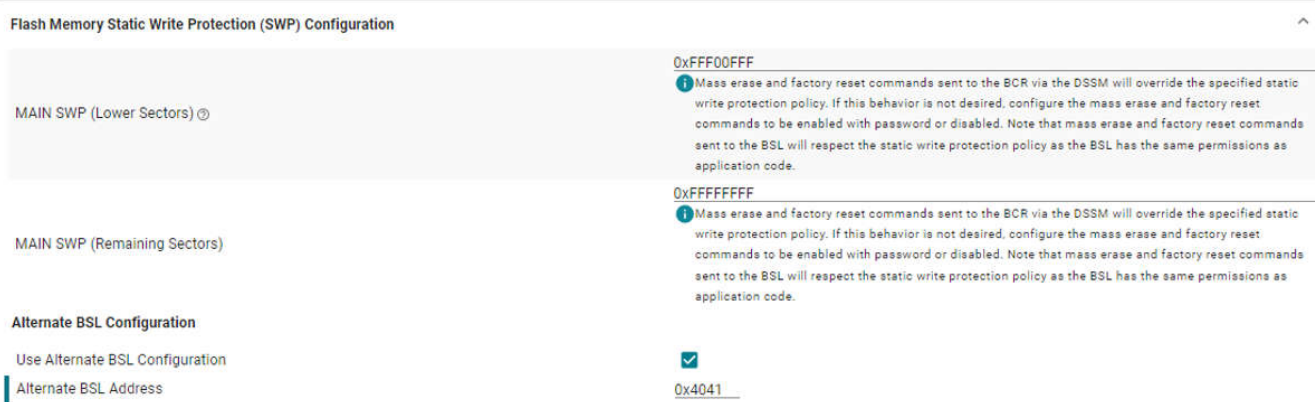 Flash Memory Static Write Protection (SWP) Configuration
0xFFF00FFF
MAIN SWP (Lower Sectors)
Mass erase and factory reset commands sent to the BCR via the DSSM will override the specified static
write protection policy. If this behavior is not desired, configure the mass erase and factory reset
commands to be enabled with password or disabled. Note that mass erase and factory reset commands
sent to the BSL will respect the static write protection policy as the BSL has the same permissions as
application code.
0xFFFFFFFF
MAIN SWP (Remaining Sectors)
Mass erase and factory reset commands sent to the BCR via the DSSM will override the specified static
write protection policy. If this behavior is not desired, configure the mass erase and factory reset
commands to be enabled with password or disabled. Note that mass erase and factory reset commands
sent to the BSL will respect the static write protection policy as the BSL has the same permissions as
application code.
Alternate BSL Configuration
Use Alternate BSL Configuration
Alternate BSL Address
0x4041